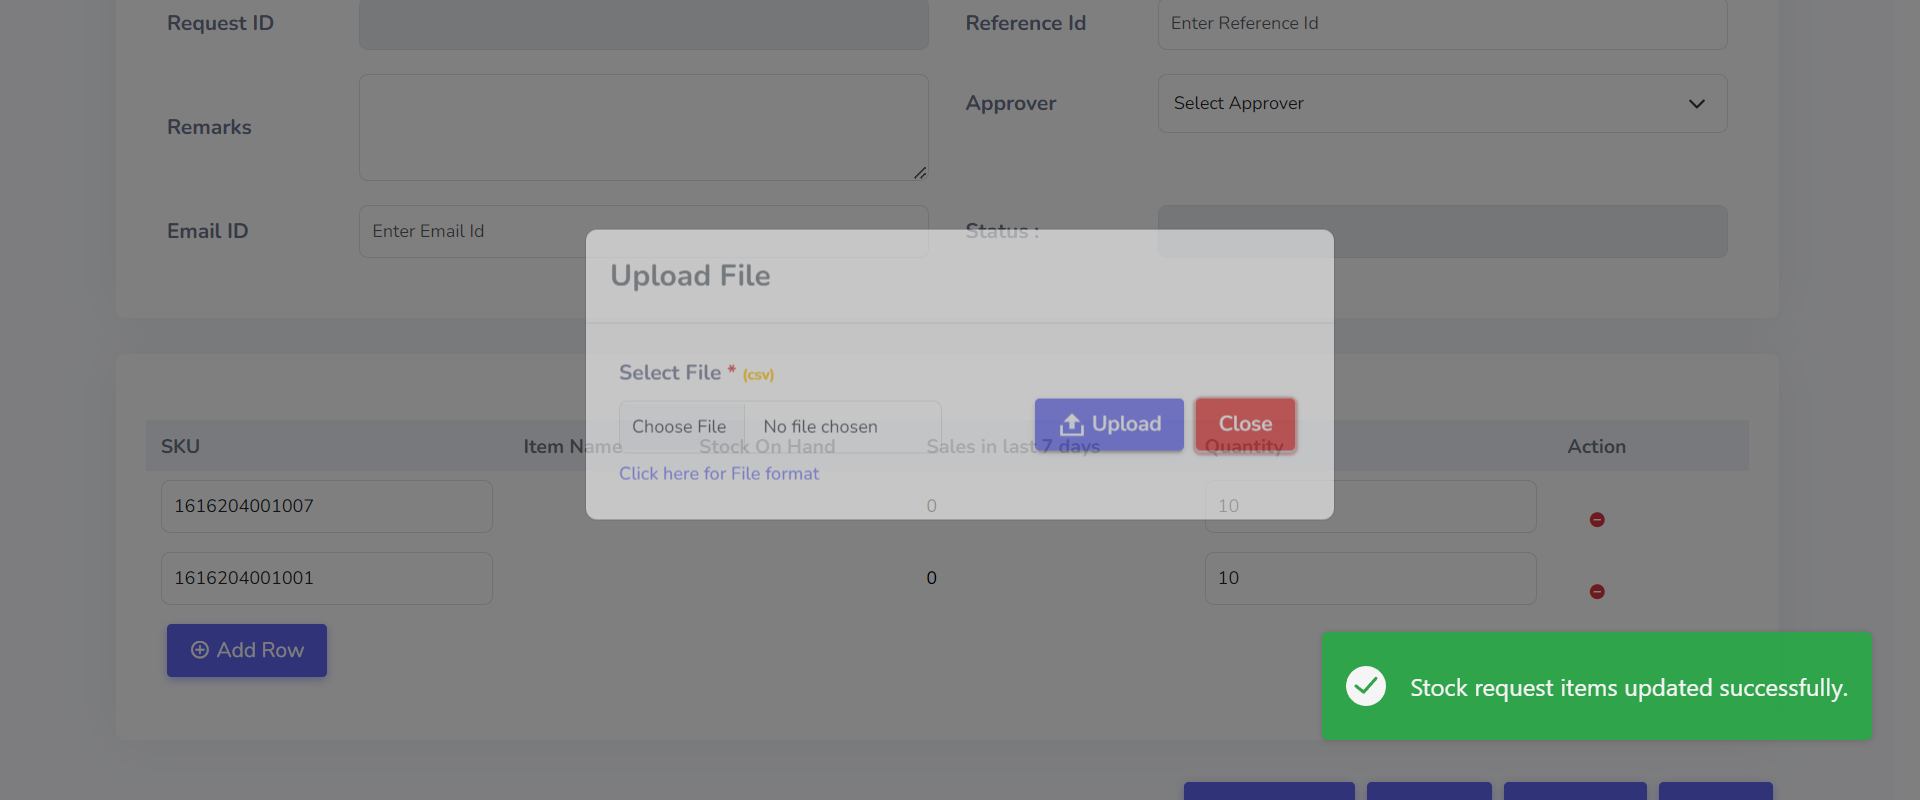 Request ID
Reference Id
Enter Reference Id
Remarks
Approver
Select Approver
Email ID
Enter Email Id
Status :
Upload File
Select File * (csv)
Choose File
No file chosen
Upload
Close
Click here for File format
SKU
Item Name
Stock On Hand
Sales in last 7 days
Quantity
Action
1616204001007
0
10
1616204001001
0
10
Add Row
Stock request items updated successfully.